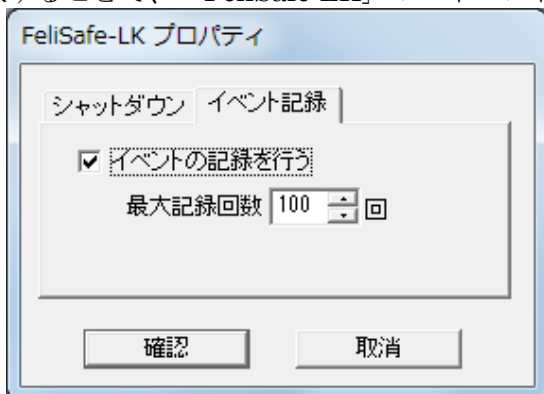 FeliSafe-LK プロパティ
シャットダウン イベント記録
イベントの記録を行う
最大記録回数 100 回
確認 取消